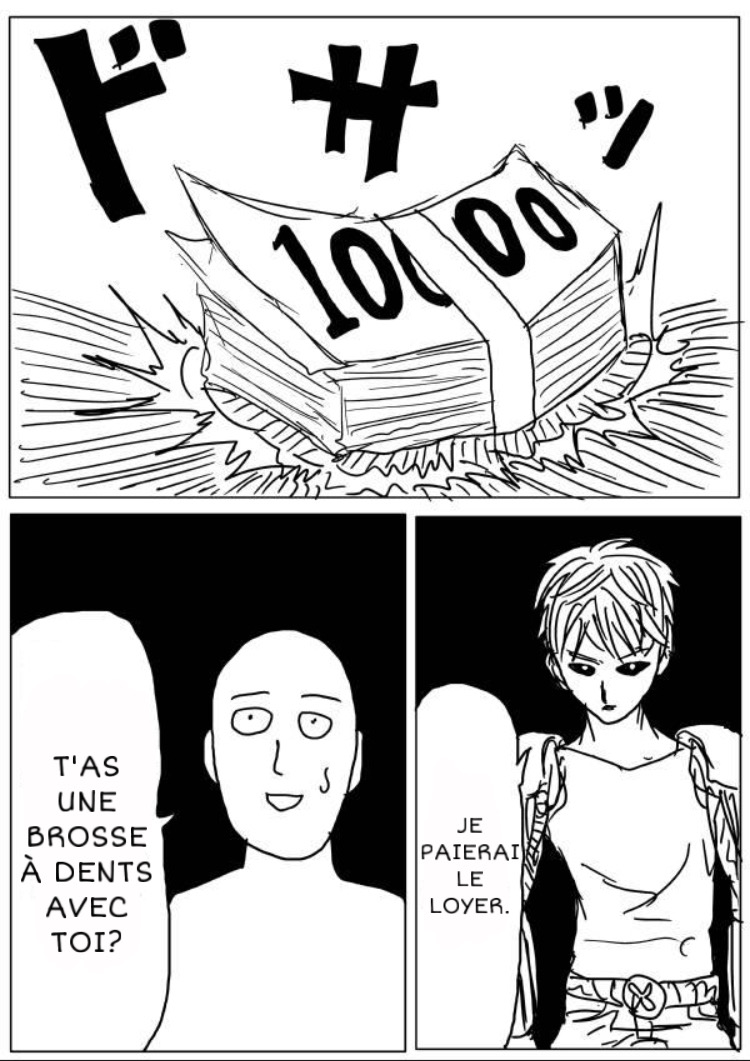 ドサッ
10000
JE
PAIERAI
LE
LOYER.
T'AS
UNE
BROSSE
À DENTS
AVEC
TOI?